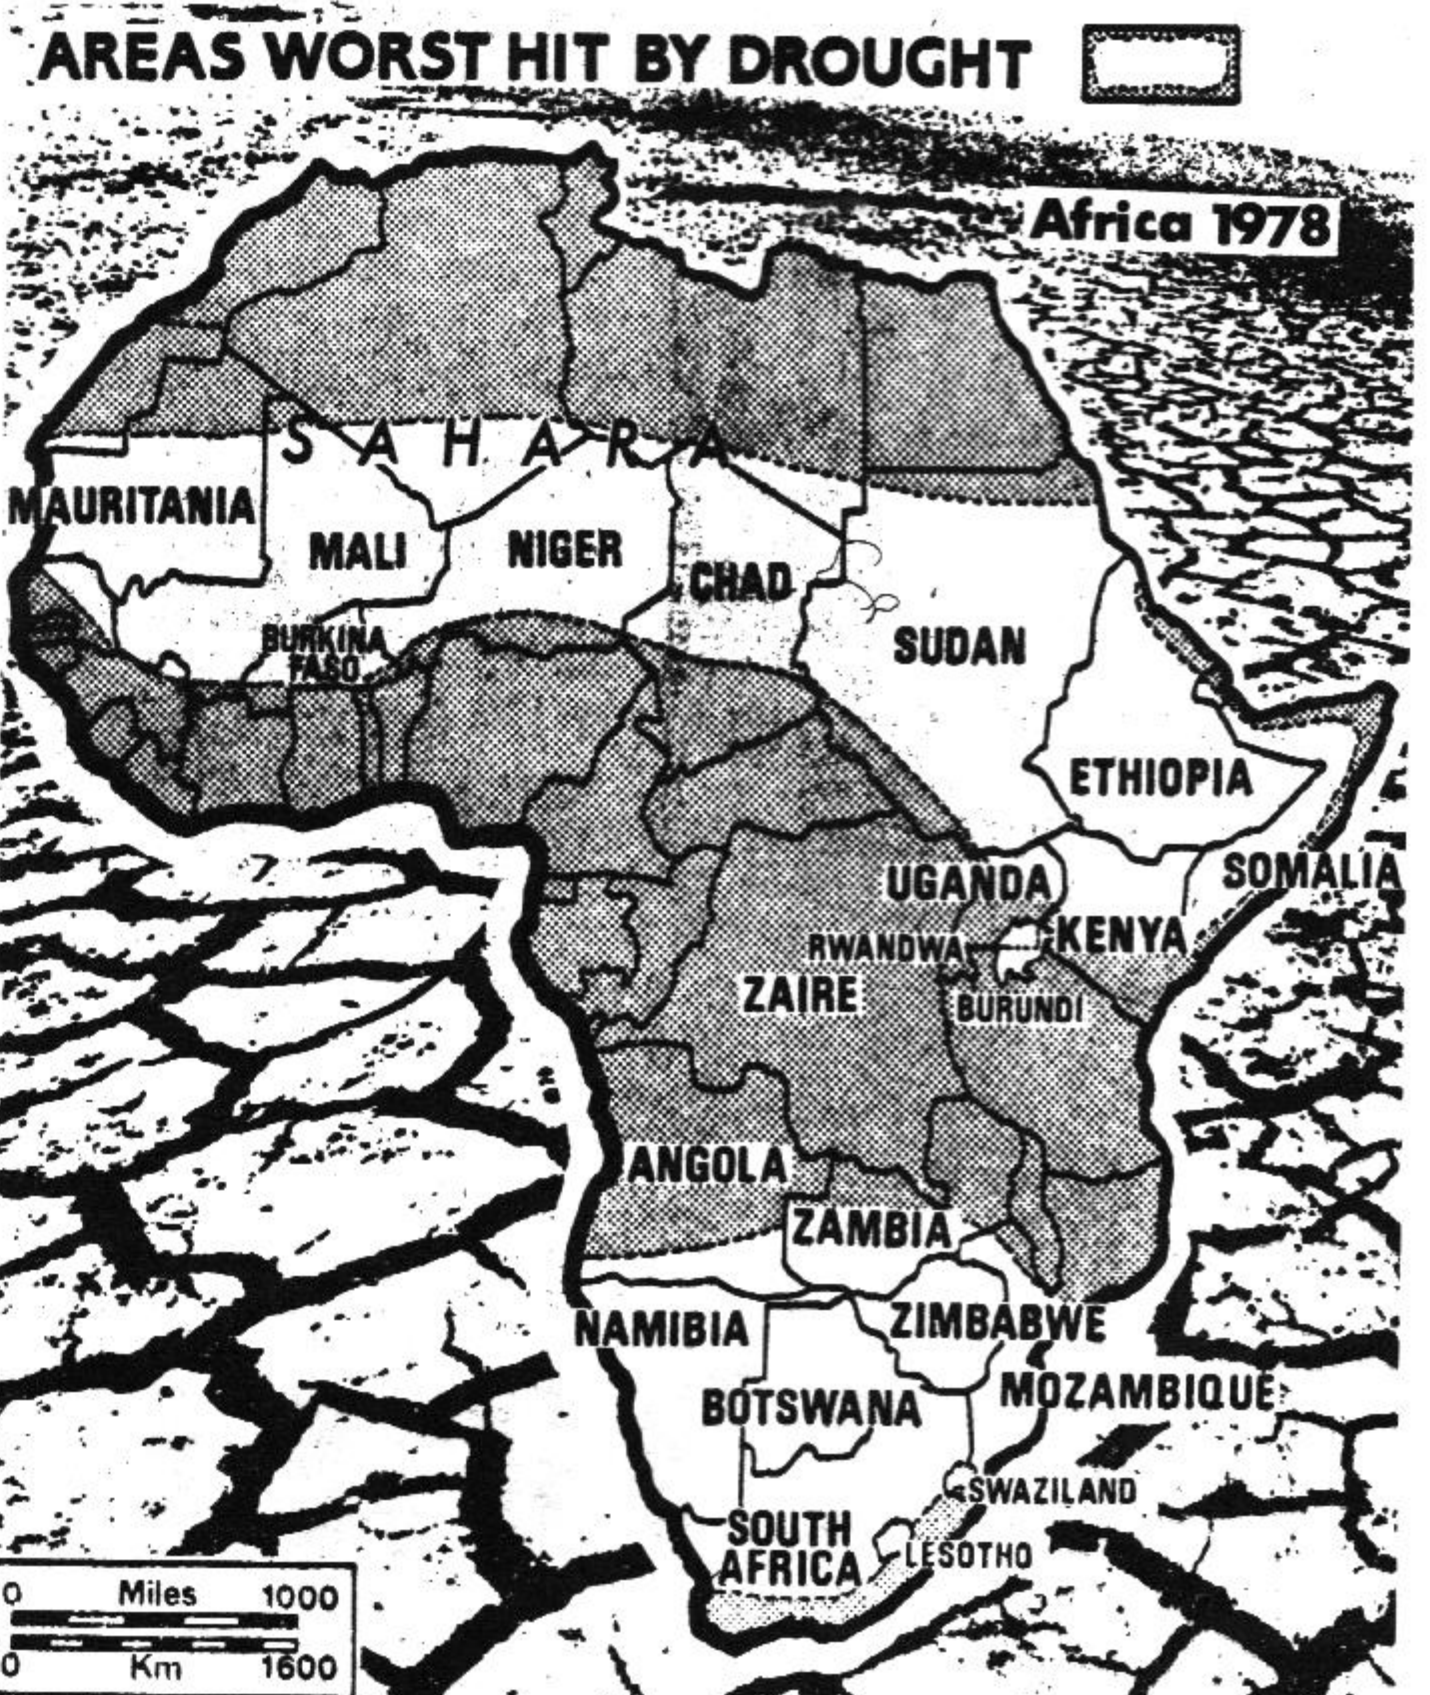 AREAS WORST HIT BY DROUGHT
Africa 1978
SAHARA
MAURITANIA
MALI
NIGER
CHAD
BURKINA
FASO
SUDAN
ETHIOPIA
UGANDA
SOMALIA
RWANDWA
KENYA
ZAIRE
BURUNDI
ANGOLA
ZAMBIA
NAMIBIA
ZIMBABWE
BOTSWANA
MOZAMBIQUE
SWAZILAND
SOUTH
AFRICA
LESOTHO
0 Miles 1000
0 Km 1600